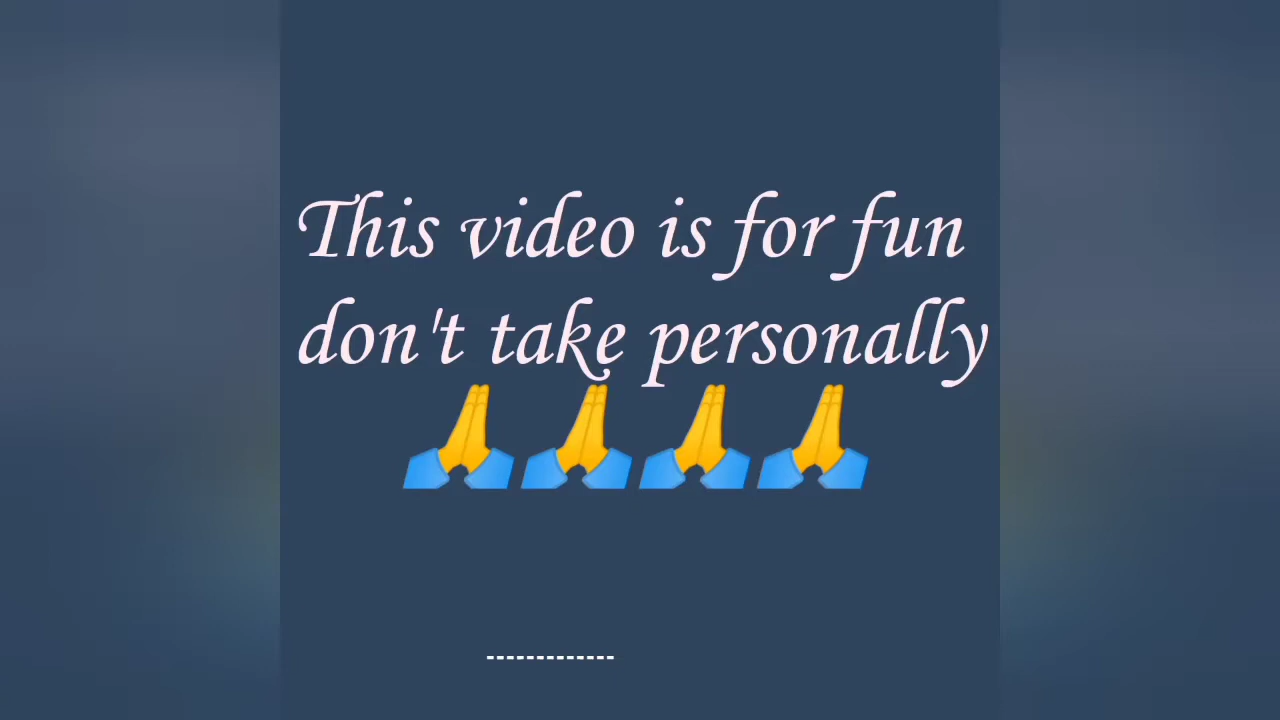 This video is for fun
don't take personally
🙏🙏🙏🙏
-------------